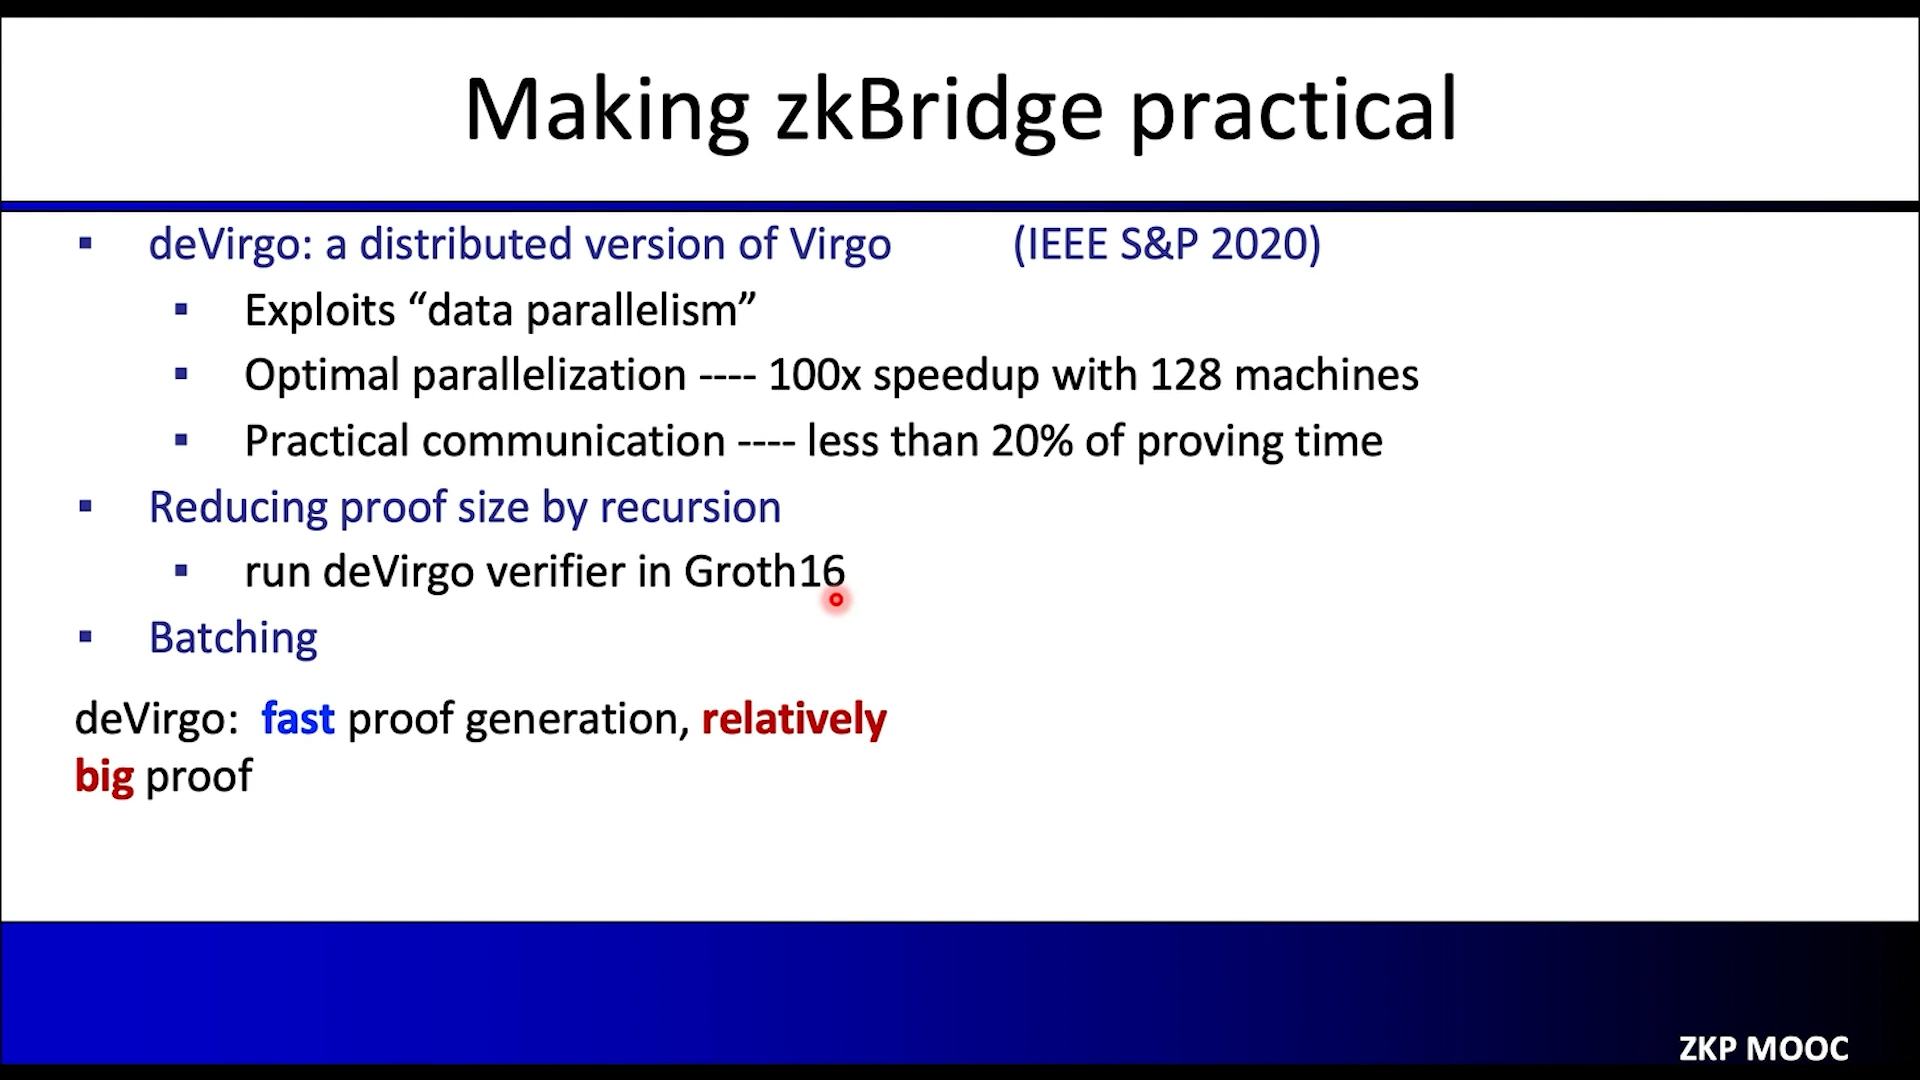 Making zkBridge practical
deVirgo: a distributed version of Virgo (IEEE S&P 2020)
Exploits “data parallelism”
Optimal parallelization ---- 100x speedup with 128 machines
Practical communication ---- less than 20% of proving time
Reducing proof size by recursion
run deVirgo verifier in Groth16
Batching
deVirgo: fast proof generation, relatively
big proof
ZKP MOOC